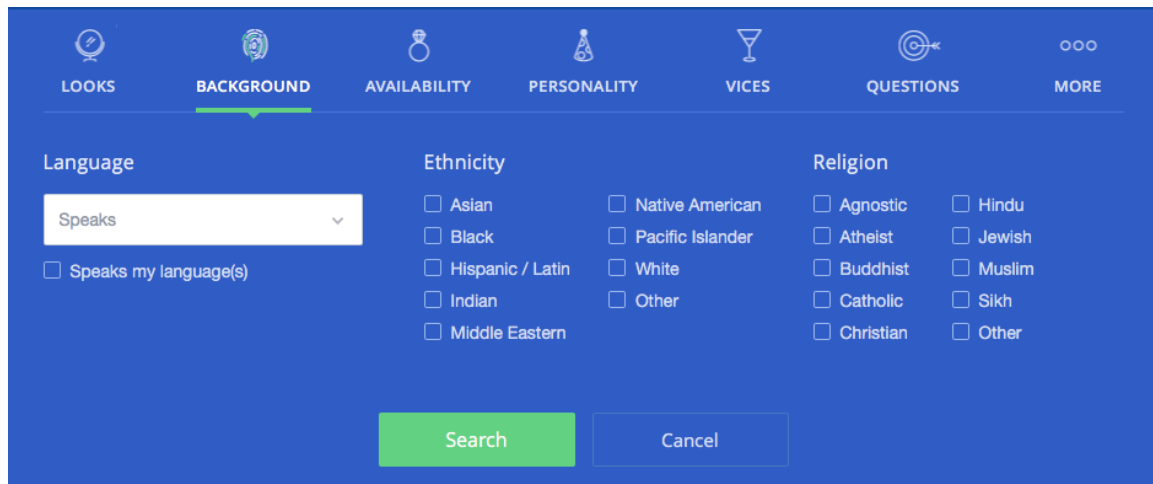 LOOKS
BACKGROUND
AVAILABILITY
PERSONALITY
VICES
QUESTIONS
MORE
Language
Speaks
Speaks my language(s)
Ethnicity
Asian
Black
Hispanic / Latin
Indian
Middle Eastern
Native American
Pacific Islander
White
Other
Religion
Agnostic
Atheist
Buddhist
Catholic
Christian
Hindu
Jewish
Muslim
Sikh
Other
Search
Cancel